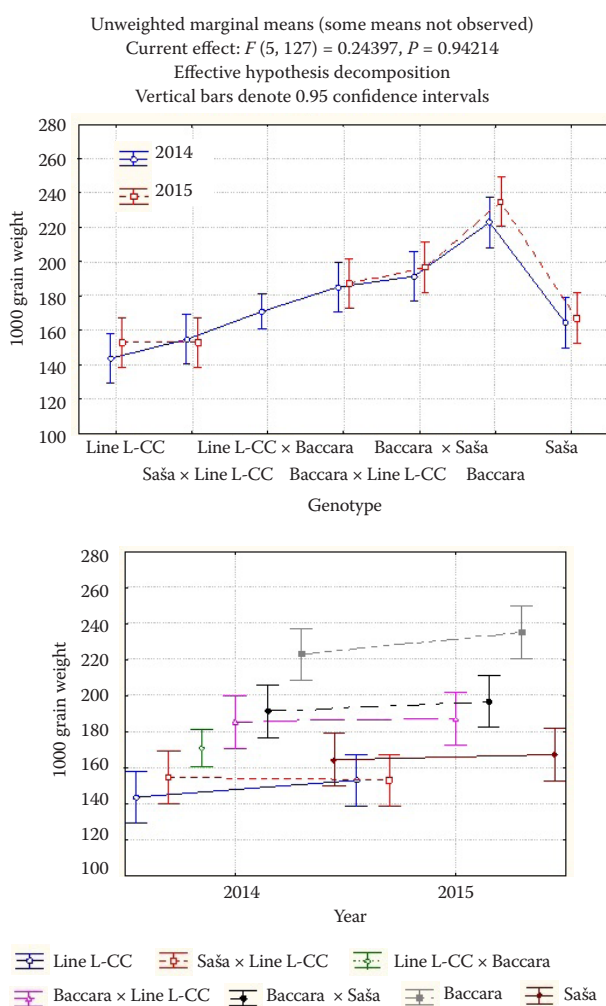 Unweighted marginal means (some means not observed)
Current effect: F (5, 127) = 0.24397, P = 0.94214
Effective hypothesis decomposition
Vertical bars denote 0.95 confidence intervals
280
260
240
220
200
180
160
140
120
100
1000 grain weight
2014
2015
Line L-CC Line L-CC × Baccara Baccara × Saša Saša
Saša × Line L-CC Baccara × Line L-CC Baccara
Genotype
280
260
240
220
200
180
160
140
120
100
1000 grain weight
2014 2015
Year
Line L-CC Saša × Line L-CC Line L-CC × Baccara
Baccara × Line L-CC Baccara × Saša Baccara Saša